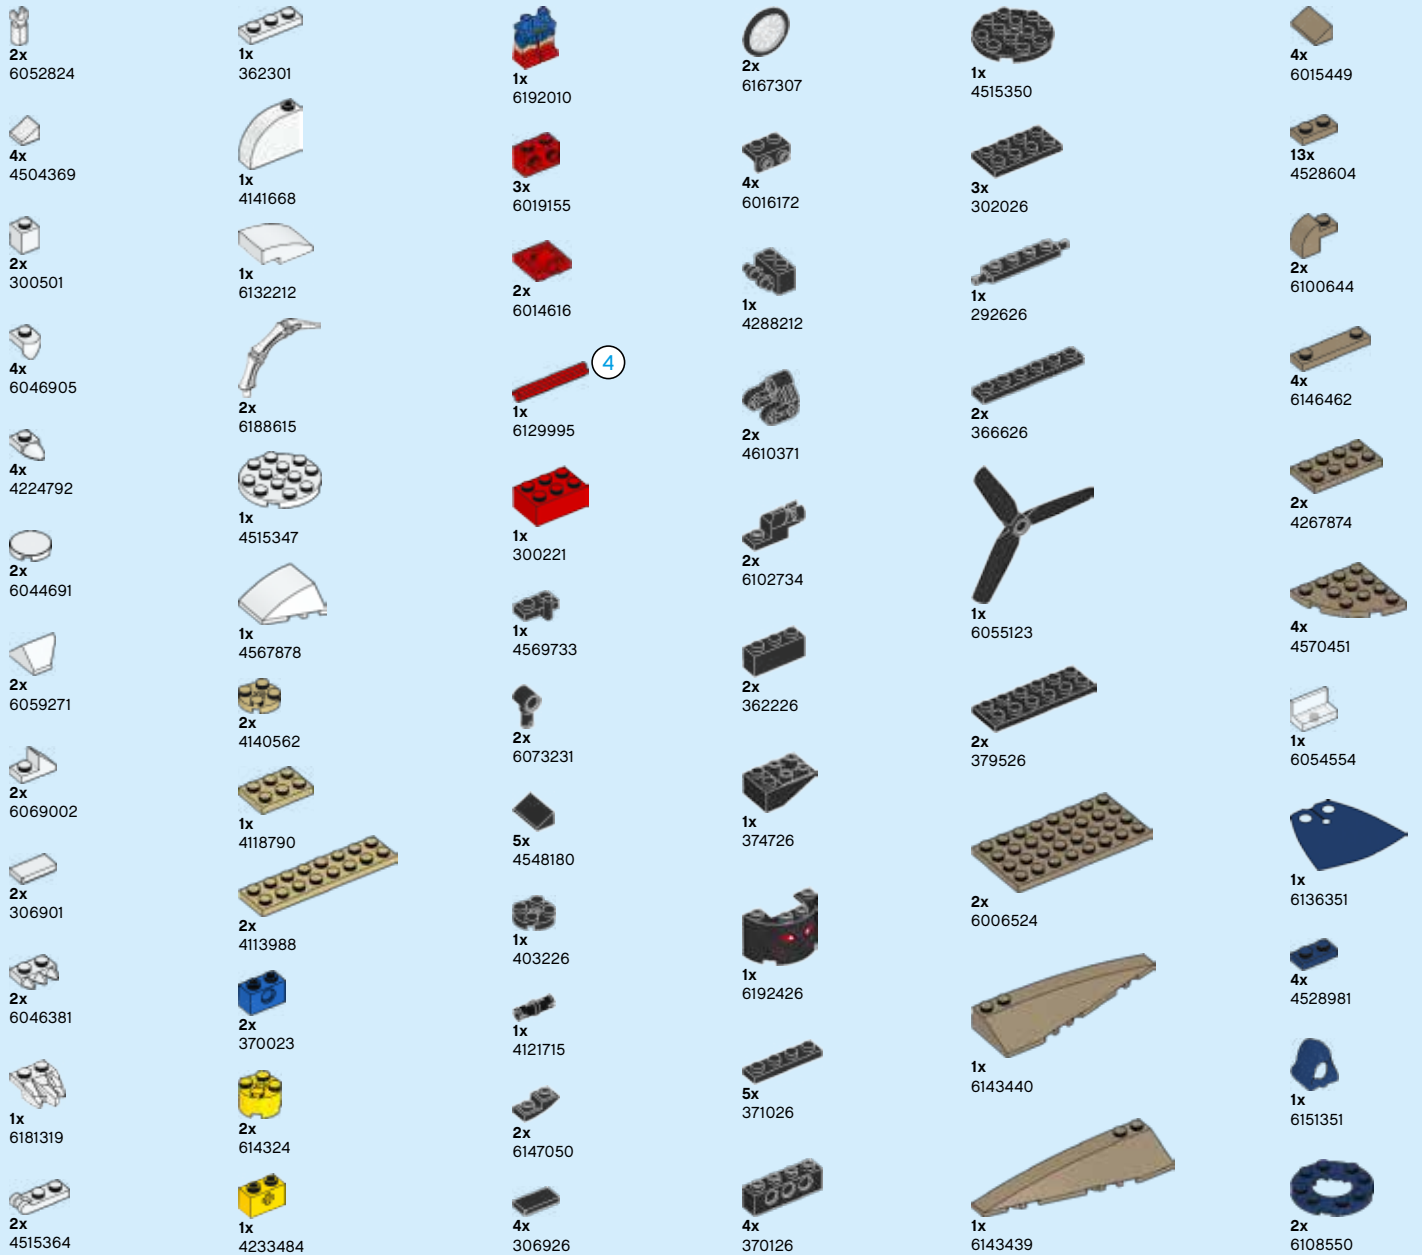 2x
6052824
4x
4504369
2x
300501
4x
6046905
4x
4224792
2x
6044691
2x
6059271
2x
6069002
2x
306901
2x
6046381
1x
6181319
2x
4515364
1x
362301
1x
4141668
1x
6132212
2x
6188615
1x
4515347
1x
4567878
2x
4140562
1x
4118790
2x
4113988
2x
370023
2x
614324
1x
4233484
1x
6192010
3x
6019155
2x
6014616
4
1x
6129995
1x
300221
1x
4569733
2x
6073231
5x
4548180
1x
403226
1x
4121715
2x
6147050
4x
306926
2x
6167307
4x
6016172
1x
4288212
2x
4610371
2x
6102734
2x
362226
1x
374726
1x
6192426
5x
371026
4x
370126
1x
4515350
3x
302026
1x
292626
2x
366626
1x
6055123
2x
379526
2x
6006524
1x
6143440
1x
6143439
4x
6015449
13x
4528604
2x
6100644
4x
6146462
2x
4267874
4x
4570451
1x
6054554
1x
6136351
4x
4528981
1x
6151351
2x
6108550